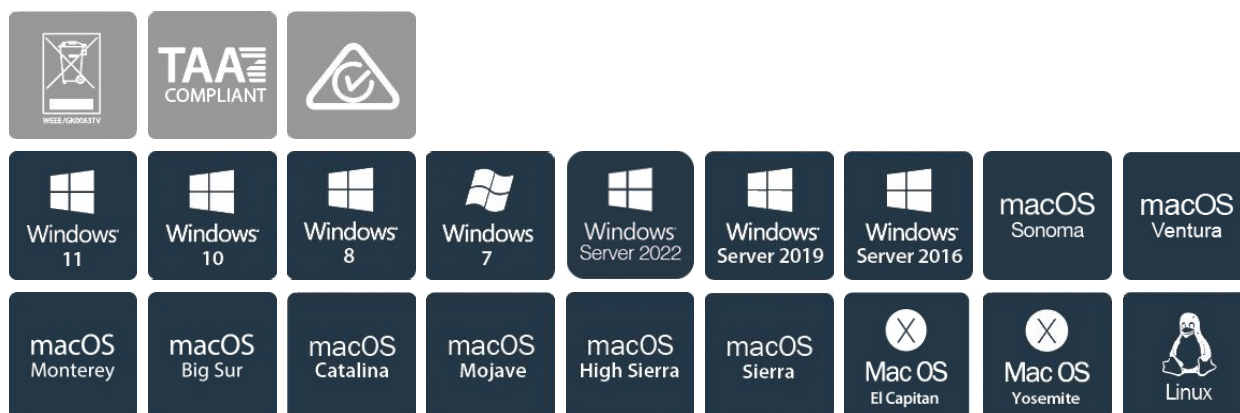 WEEE/GK0063TV
TAA
COMPLIANT
Windows
11
Windows
10
Windows
8
Windows
7
Windows
Server 2022
Windows
Server 2019
Windows
Server 2016
macOS
Sonoma
macOS
Ventura
macOS
Monterey
macOS
Big Sur
macOS
Catalina
macOS
Mojave
macOS
High Sierra
macOS
Sierra
X
Mac OS
El Capitan
X
Mac OS
Yosemite
Linux